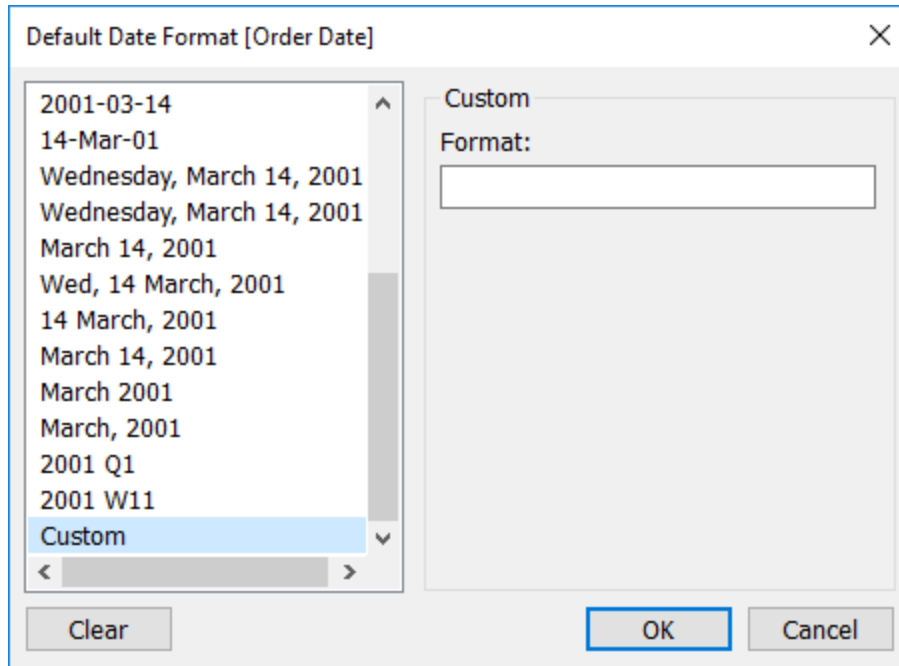 Default Date Format [Order Date]
2001-03-14
14-Mar-01
Wednesday, March 14, 2001
Wednesday, March 14, 2001
March 14, 2001
Wed, 14 March, 2001
14 March, 2001
March 14, 2001
March 2001
March, 2001
2001 Q1
2001 W11
Custom
Custom
Format:
Clear
OK
Cancel